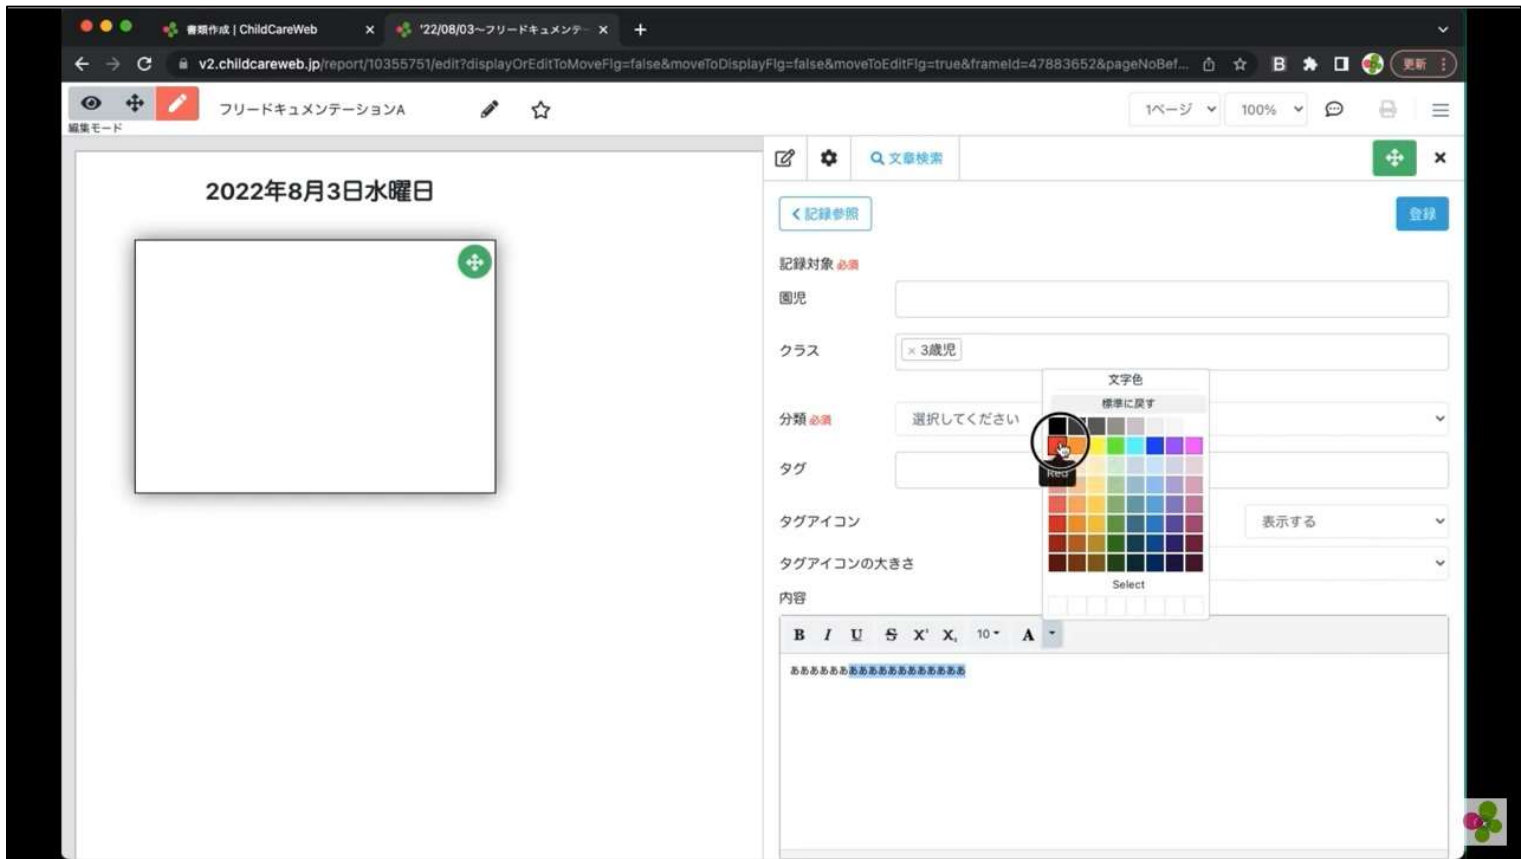 書類作成 | ChildCareWeb
'22/08/03〜フリードキュメンテ
v2.childcareweb.jp/report/10355751/edit?displayOrEditToMoveFlg=false&moveToDisplayFlg=false&moveToEditFlg=true&frameId=47883652&pageNoBef...
B
更新
編集モード
フリードキュメンテーションA
1ページ
100%
文章検索
2022年8月3日水曜日
記録参照
登録
記録対象 必須
園児
クラス
× 3歳児
文字色
標準に戻す
分類 必須
選択してください
Red
タグ
タグアイコン
表示する
タグアイコンの大きさ
Select
内容
B I U S X² X₂ 10 A
ああああああああああああああああああ